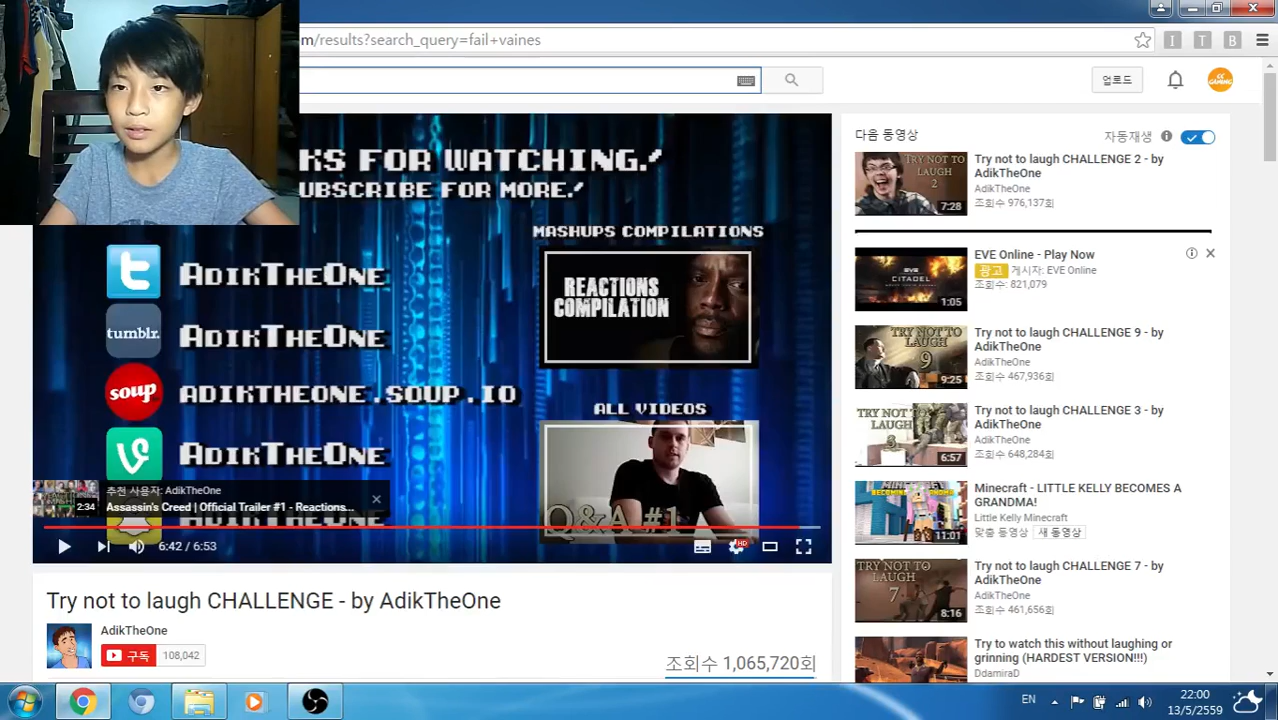 m/results?search_query=fail+vaines
I T B
업로드
CC GAMING
KS FOR WATCHING!
UBSCRIBE FOR MORE!
MASHUPS COMPILATIONS
REACTIONS
COMPILATION
AdikTheOne
tumblr.
AdikTheOne
soup
ADIKTHEONE.SOUP.IO
ALL VIDEOS
AdikTheOne
Q&A #1
2:34
추천 사용자: AdikTheOne
Assassin's Creed | Official Trailer #1 - Reactions...
6:42 / 6:53
HD
Try not to laugh CHALLENGE - by AdikTheOne
AdikTheOne
구독 108,042
조회수 1,065,720회
다음 동영상
자동재생
TRY NOT TO
LAUGH
2
7:28
Try not to laugh CHALLENGE 2 - by
AdikTheOne
AdikTheOne
조회수 976,137회
EVE
CITADEL
1:05
EVE Online - Play Now
광고 게시자: EVE Online
조회수: 821,079
TRY NOT TO
LAUGH
9
9:25
Try not to laugh CHALLENGE 9 - by
AdikTheOne
AdikTheOne
조회수 467,936회
TRY NOT TO
LAUGH
3
6:57
Try not to laugh CHALLENGE 3 - by
AdikTheOne
AdikTheOne
조회수 648,284회
11:01
Minecraft - LITTLE KELLY BECOMES A
GRANDMA!
Little Kelly Minecraft
맞춤 동영상 새 동영상
TRY NOT TO
LAUGH
7
8:16
Try not to laugh CHALLENGE 7 - by
AdikTheOne
AdikTheOne
조회수 461,656회
Try to watch this without laughing or
grinning (HARDEST VERSION!!!)
DdamiraD
EN
22:00
13/5/2559